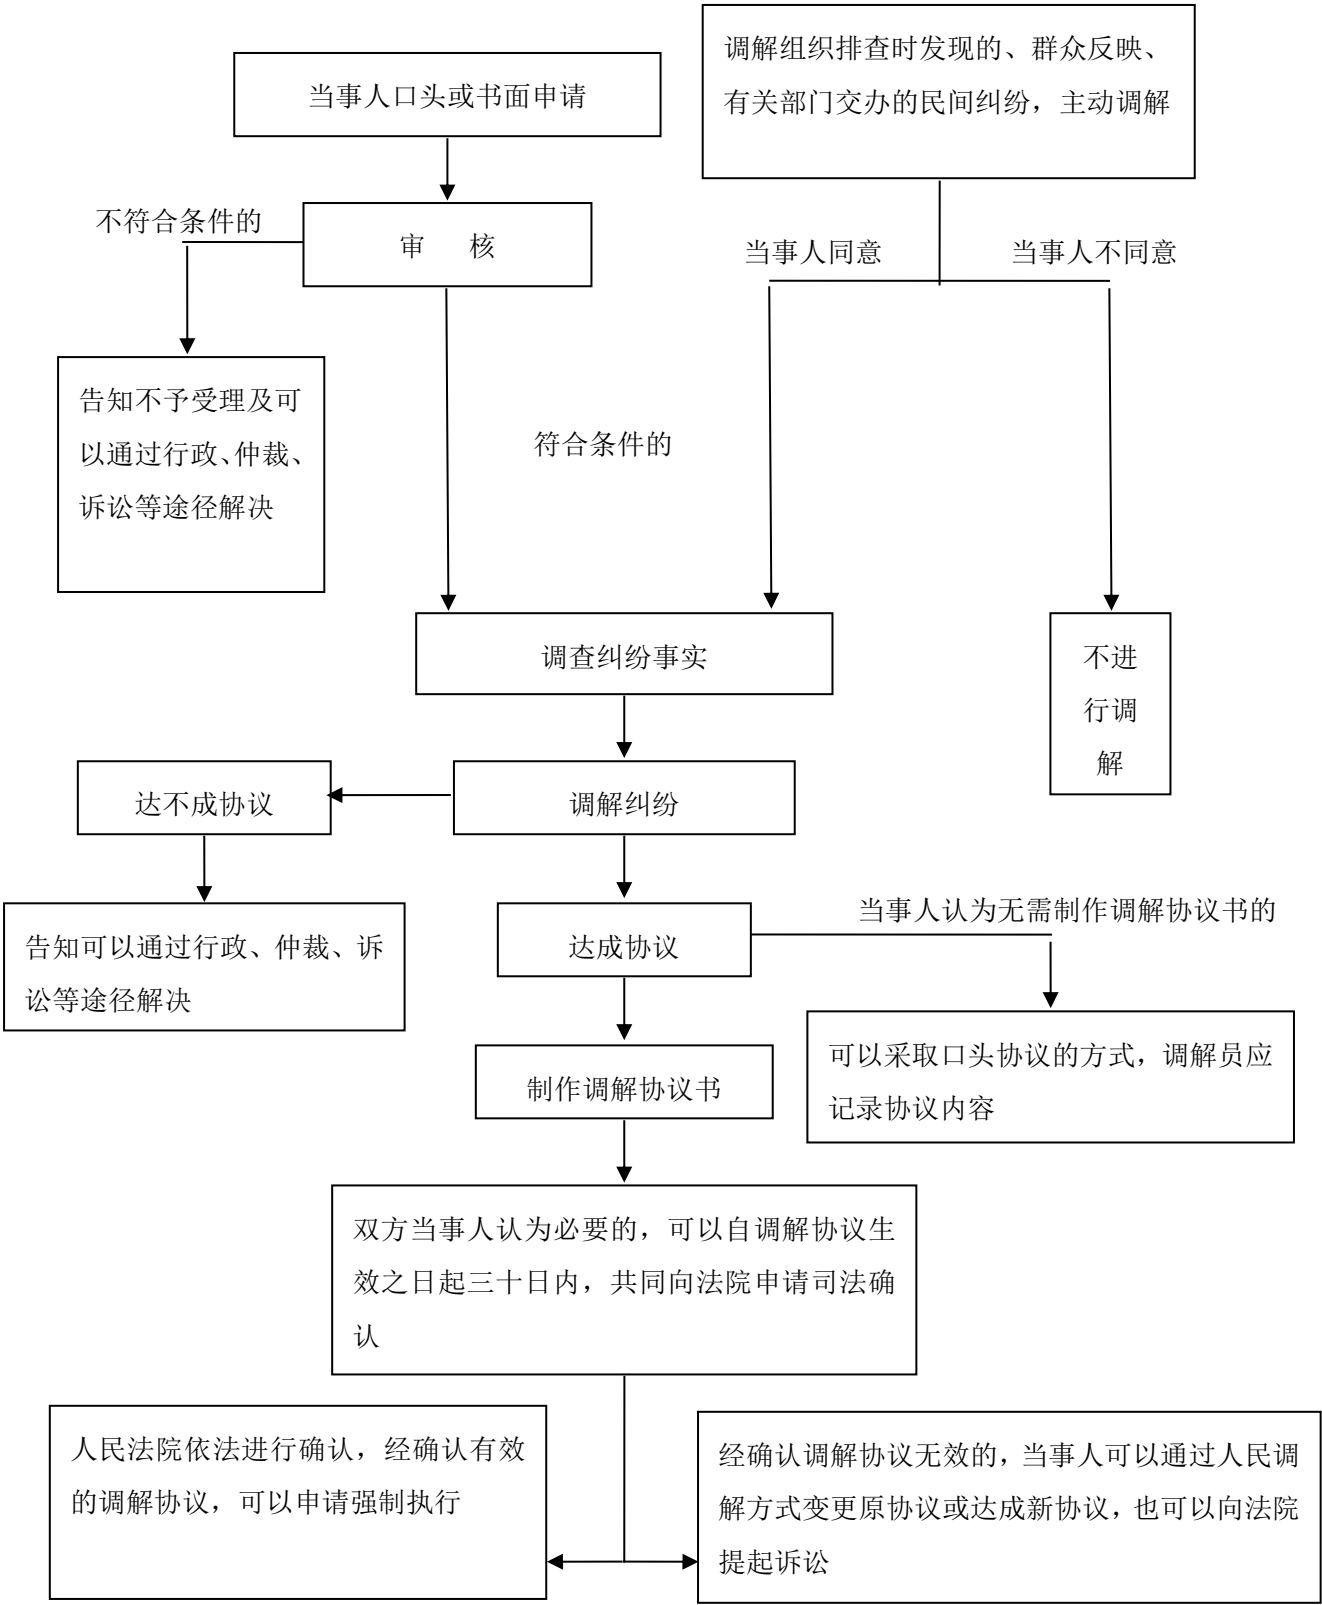 当事人口头或书面申请
调解组织排查时发现的、群众反映、
有关部门交办的民间纠纷，主动调解
不符合条件的
审 核
当事人同意
当事人不同意
告知不予受理及可
以通过行政、仲裁、
诉讼等途径解决
符合条件的
调查纠纷事实
不进
行调
解
达不成协议
调解纠纷
告知可以通过行政、仲裁、诉
讼等途径解决
达成协议
当事人认为无需制作调解协议书的
可以采取口头协议的方式，调解员应
记录协议内容
制作调解协议书
双方当事人认为必要的，可以自调解协议生
效之日起三十日内，共同向法院申请司法确
认
人民法院依法进行确认，经确认有效
的调解协议，可以申请强制执行
经确认调解协议无效的，当事人可以通过人民调
解方式变更原协议或达成新协议，也可以向法院
提起诉讼